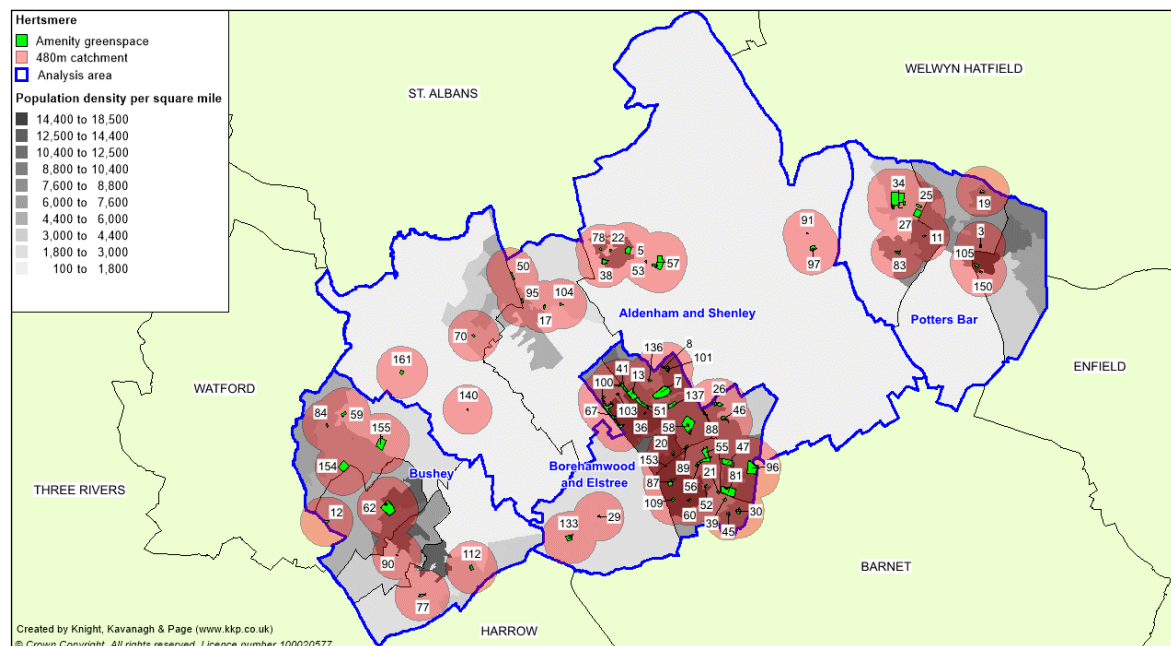 Hertsmere
Amenity greenspace
480m catchment
Analysis area
Population density per square mile
14,400 to 18,500
12,500 to 14,400
10,400 to 12,500
8,800 to 10,400
7,600 to 8,800
6,000 to 7,600
4,400 to 6,000
3,000 to 4,400
1,800 to 3,000
100 to 1,800
WELWYN HATFIELD
ST. ALBANS
34
25
19
27
11
3
91
97
83
105
150
78
22
5
38
53
57
50
95
104
17
Aldenham and Shenley
Potters Bar
70
136
8
101
ENFIELD
161
41
13
7
100
137
26
WATFORD
140
67
103
51
46
84
59
36
58
88
155
20
55
47
Borehamwood
and Elstree
153
89
21
81
96
154
Bushey
87
56
THREE RIVERS
62
109
60
52
39
30
12
133
29
45
90
112
BARNET
77
Created by Knight, Kavanagh & Page (www.kkp.co.uk)
HARROW
© Crown Copyright. All rights reserved. Licence number 100020577